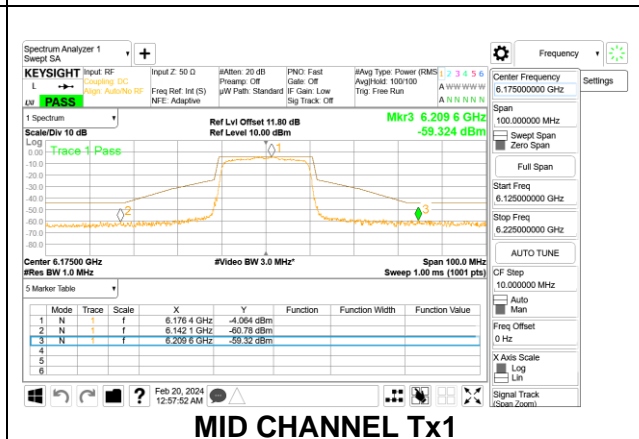 Spectrum Analyzer 1
Swept SA
+
Frequency
KEYSIGHT Input: RF Input Z: 50 Ω #Atten: 20 dB PNO: Fast #Avg Type: Power (RMS 1 2 3 4 5 6
L Coupling: DC Preamp: Off Gate: Off Avg|Hold: 100/100 A W W W W W
Align: Auto/No RF Freq Ref: Int (S) µW Path: Standard IF Gain: Low Trig: Free Run
LXI PASS NFE: Adaptive Sig Track: Off A N N N N N
1 Spectrum
Ref Lvl Offset 11.80 dB Mkr3 6.209 6 GHz
Scale/Div 10 dB Ref Level 10.00 dBm -59.324 dBm
Log
Trace 1 Pass
0.00
-10.0
-20.0
-30.0
-40.0
-50.0
-60.0
-70.0
-80.0
1
2
3
Center 6.17500 GHz #Video BW 3.0 MHz* Span 100.0 MHz
#Res BW 1.0 MHz Sweep 1.00 ms (1001 pts)
5 Marker Table
Mode Trace Scale X Y Function Function Width Function Value
1 N 1 f 6.176 4 GHz -4.064 dBm
2 N 1 f 6.142 1 GHz -60.78 dBm
3 N 1 f 6.209 6 GHz -59.32 dBm
4
5
6
Feb 20, 2024
12:57:52 AM
?
Center Frequency
6.175000000 GHz
Settings
Span
100.000000 MHz
Swept Span
Zero Span
Full Span
Start Freq
6.125000000 GHz
Stop Freq
6.225000000 GHz
AUTO TUNE
CF Step
10.000000 MHz
Auto
Man
Freq Offset
0 Hz
X Axis Scale
Log
Lin
Signal Track
(Span Zoom)
MID CHANNEL Tx1